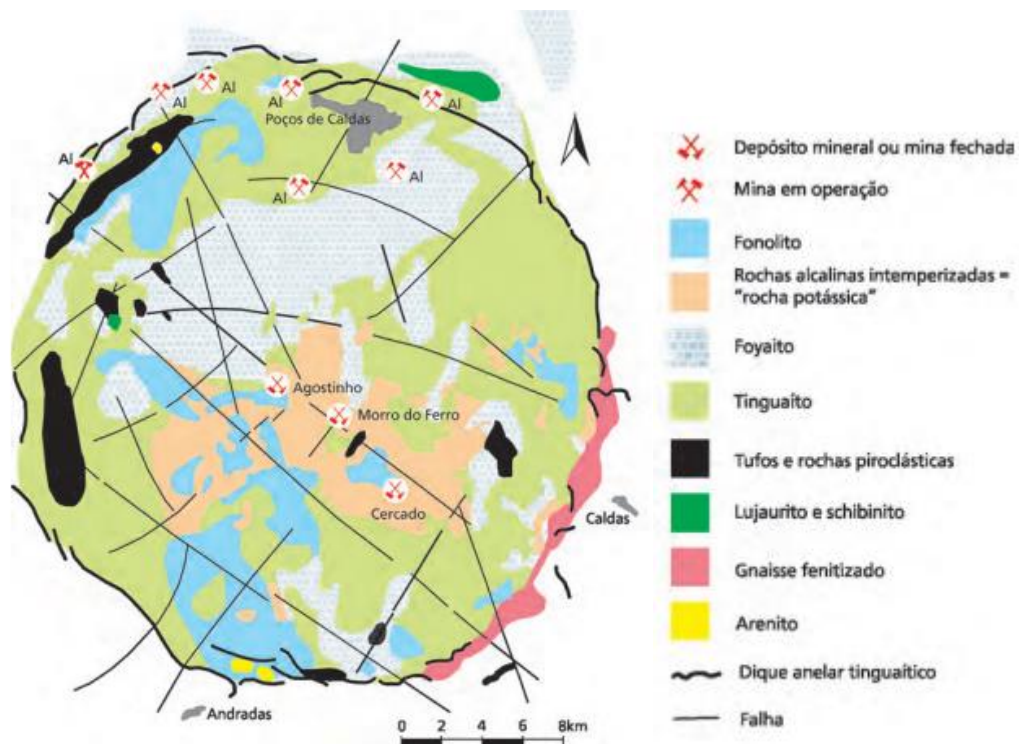 Al
Al
Al
Al
Poços de Caldas
Al
Al
Al
Agostinho
Morro do Ferro
Cercado
Caldas
Andradas
0 2 4 6 8km
Depósito mineral ou mina fechada
Mina em operação
Fonolito
Rochas alcalinas intemperizadas =
"rocha potássica"
Foyaito
Tinguaíto
Tufos e rochas piroclásticas
Lujaurito e schibinito
Gnaisse fenitizado
Arenito
Dique anelar tinguaítico
Falha